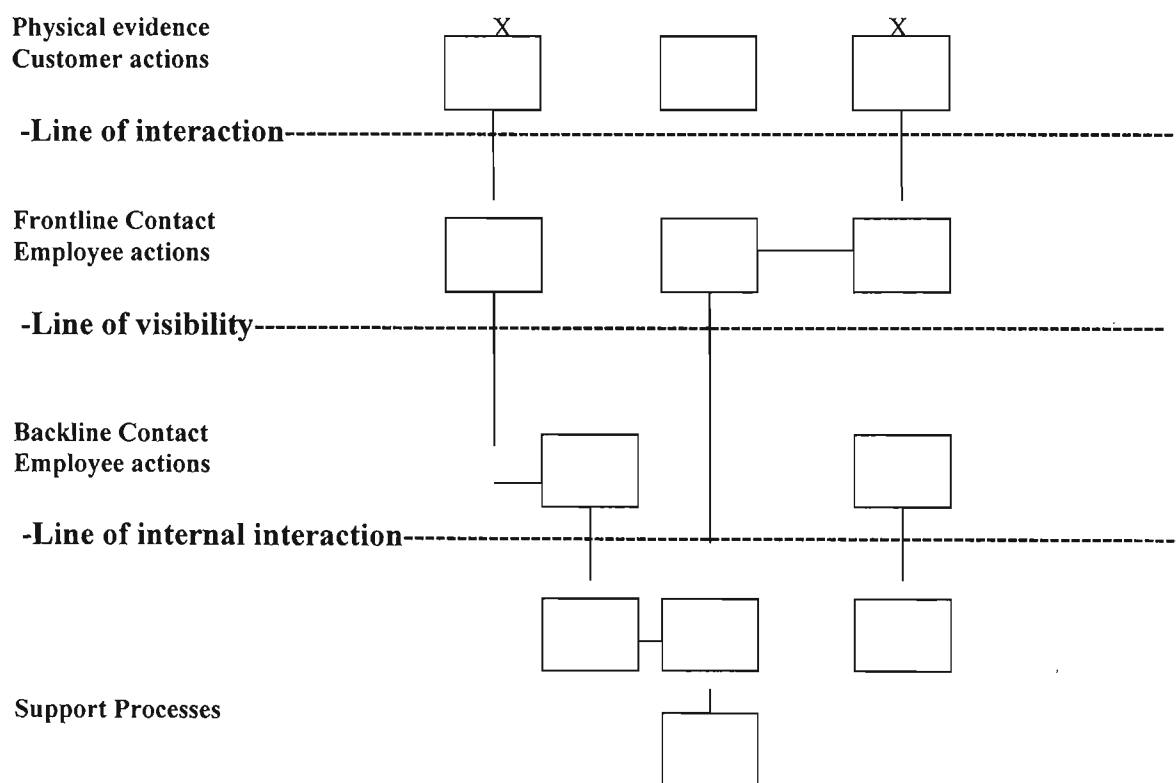 Physical evidence X X
Customer actions
-Line of interaction-
Frontline Contact
Employee actions
-Line of visibility-
Backline Contact
Employee actions
-Line of internal interaction-
Support Processes